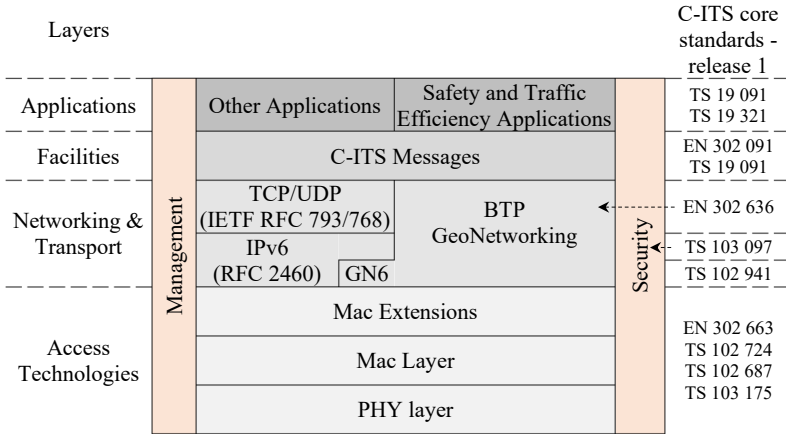 Layers
C-ITS core
standards -
release 1
Applications
Other Applications
Safety and Traffic
Efficiency Applications
TS 19 091
TS 19 321
Facilities
C-ITS Messages
EN 302 091
TS 19 091
Networking &
Transport
Management
TCP/UDP
(IETF RFC 793/768)
IPv6
(RFC 2460)
GN6
BTP
GeoNetworking
Security
EN 302 636
TS 103 097
TS 102 941
Access
Technologies
Mac Extensions
Mac Layer
PHY layer
EN 302 663
TS 102 724
TS 102 687
TS 103 175